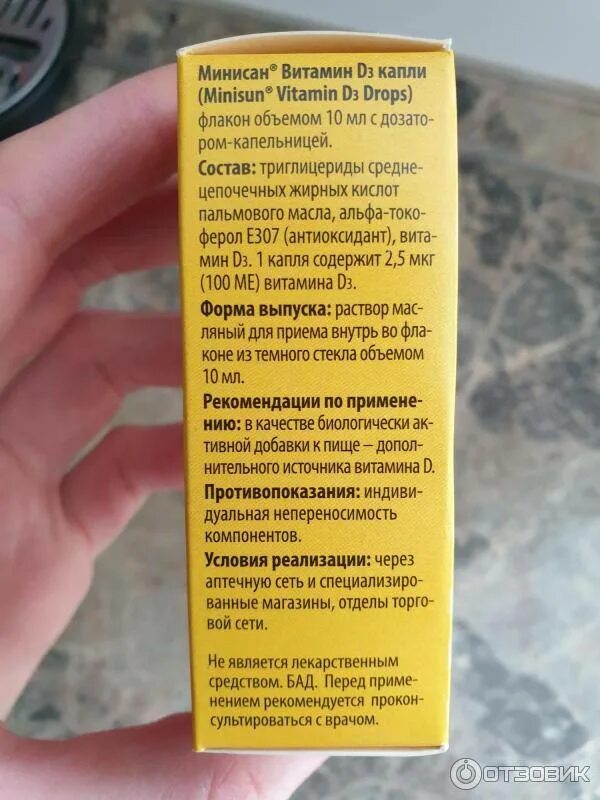 Минисан® Витамин D3 капли
(Minisun® Vitamin D3 Drops)
флакон объемом 10 мл с дозато-
ром-капельницей.
Состав: триглицериды средне-
цепочечных жирных кислот
пальмового масла, альфа-токо-
ферол Е307 (антиоксидант), вита-
мин D3. 1 капля содержит 2,5 мкг
(100 МЕ) витамина D3.
Форма выпуска: раствор мас-
ляный для приема внутрь во фла-
коне из темного стекла объемом
10 мл.
Рекомендации по примене-
нию: в качестве биологически ак-
тивной добавки к пище – допол-
нительного источника витамина D.
Противопоказания: индиви-
дуальная непереносимость
компонентов.
Условия реализации: через
аптечную сеть и специализиро-
ванные магазины, отделы торго-
вой сети.
Не является лекарственным
средством. БАД. Перед приме-
нением рекомендуется прокон-
сультироваться с врачом.
ОТЗОВИК